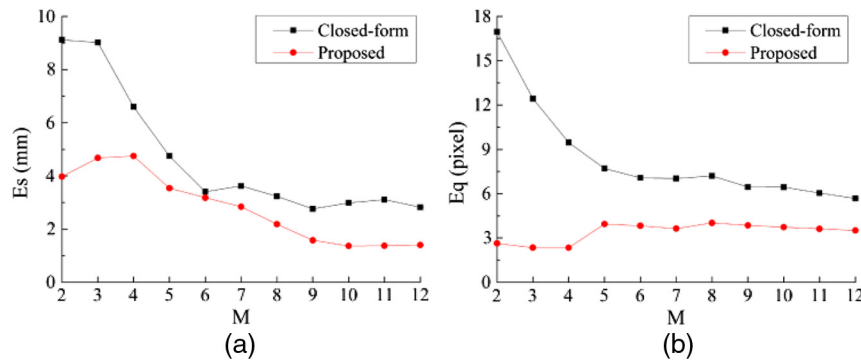 Closed-form
Proposed
Es (mm)
10
8
6
4
2
0
2 3 4 5 6 7 8 9 10 11 12
M
(a)
Closed-form
Proposed
Eq (pixel)
18
15
12
9
6
3
0
2 3 4 5 6 7 8 9 10 11 12
M
(b)